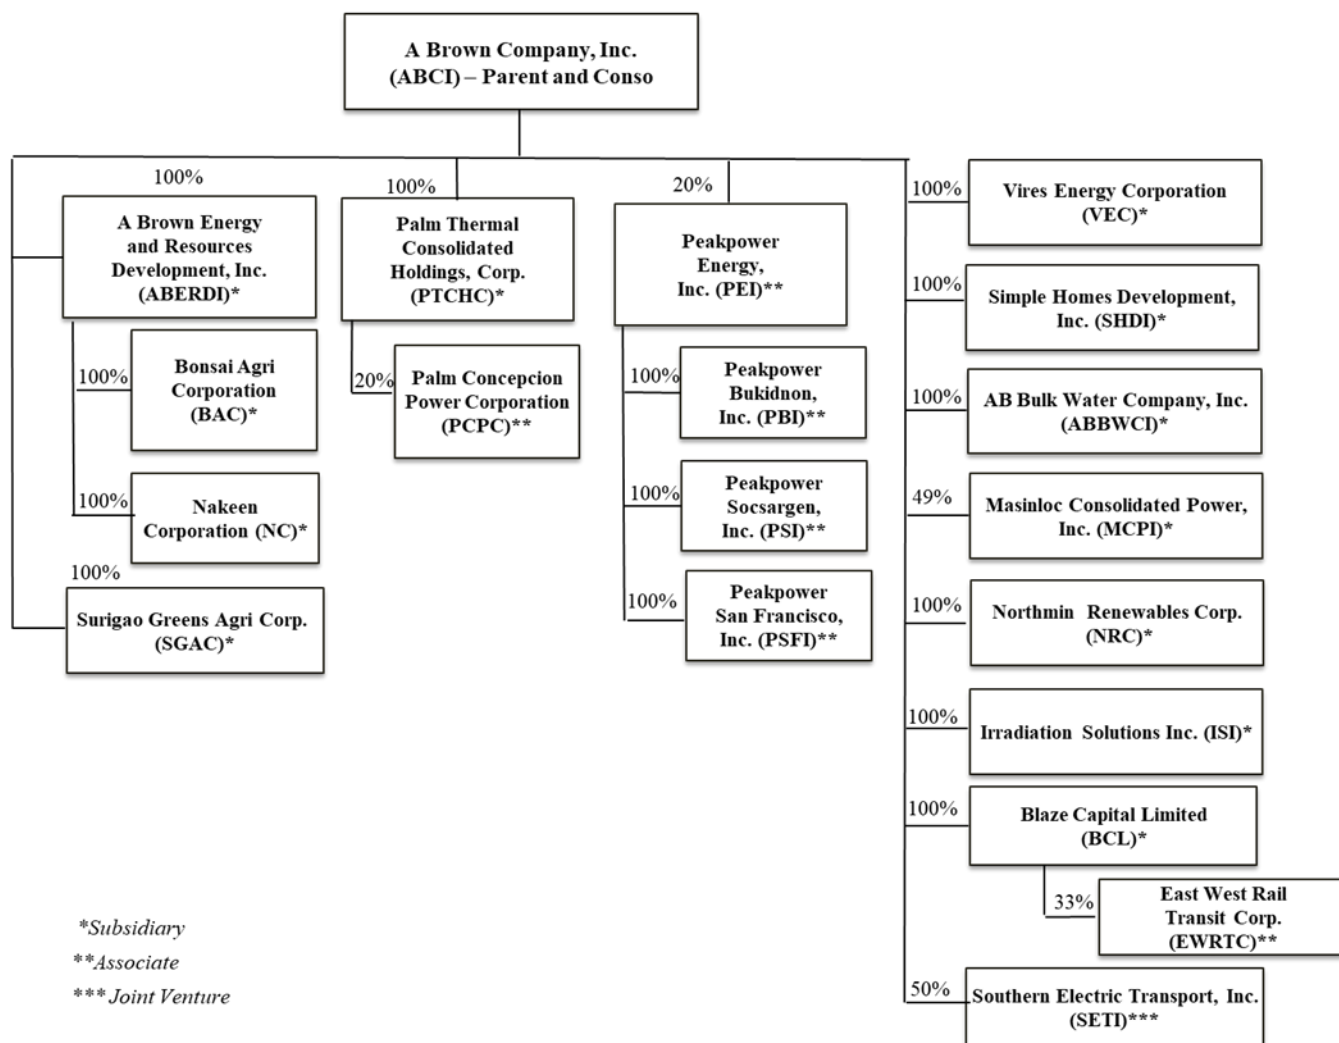 A Brown Company, Inc.
(ABCI) – Parent and Conso
100%
A Brown Energy
and Resources
Development, Inc.
(ABERDI)*
100%
Bonsai Agri
Corporation
(BAC)*
100%
Nakeen
Corporation (NC)*
100%
Surigao Greens Agri Corp.
(SGAC)*
100%
Palm Thermal
Consolidated
Holdings, Corp.
(PTCHC)*
20%
Palm Concepcion
Power Corporation
(PCPC)**
20%
Peakpower
Energy,
Inc. (PEI)**
100%
Peakpower
Bukidnon,
Inc. (PBI)**
100%
Peakpower
Socsargen,
Inc. (PSI)**
100%
Peakpower
San Francisco,
Inc. (PSFI)**
100%
Vires Energy Corporation
(VEC)*
100%
Simple Homes Development,
Inc. (SHDI)*
100%
AB Bulk Water Company, Inc.
(ABBWCI)*
49%
Masinloc Consolidated Power,
Inc. (MCPI)*
100%
Northmin Renewables Corp.
(NRC)*
100%
Irradiation Solutions Inc. (ISI)*
100%
Blaze Capital Limited
(BCL)*
33%
East West Rail
Transit Corp.
(EWRTC)**
50%
Southern Electric Transport, Inc.
(SETI)***
*Subsidiary
**Associate
*** Joint Venture